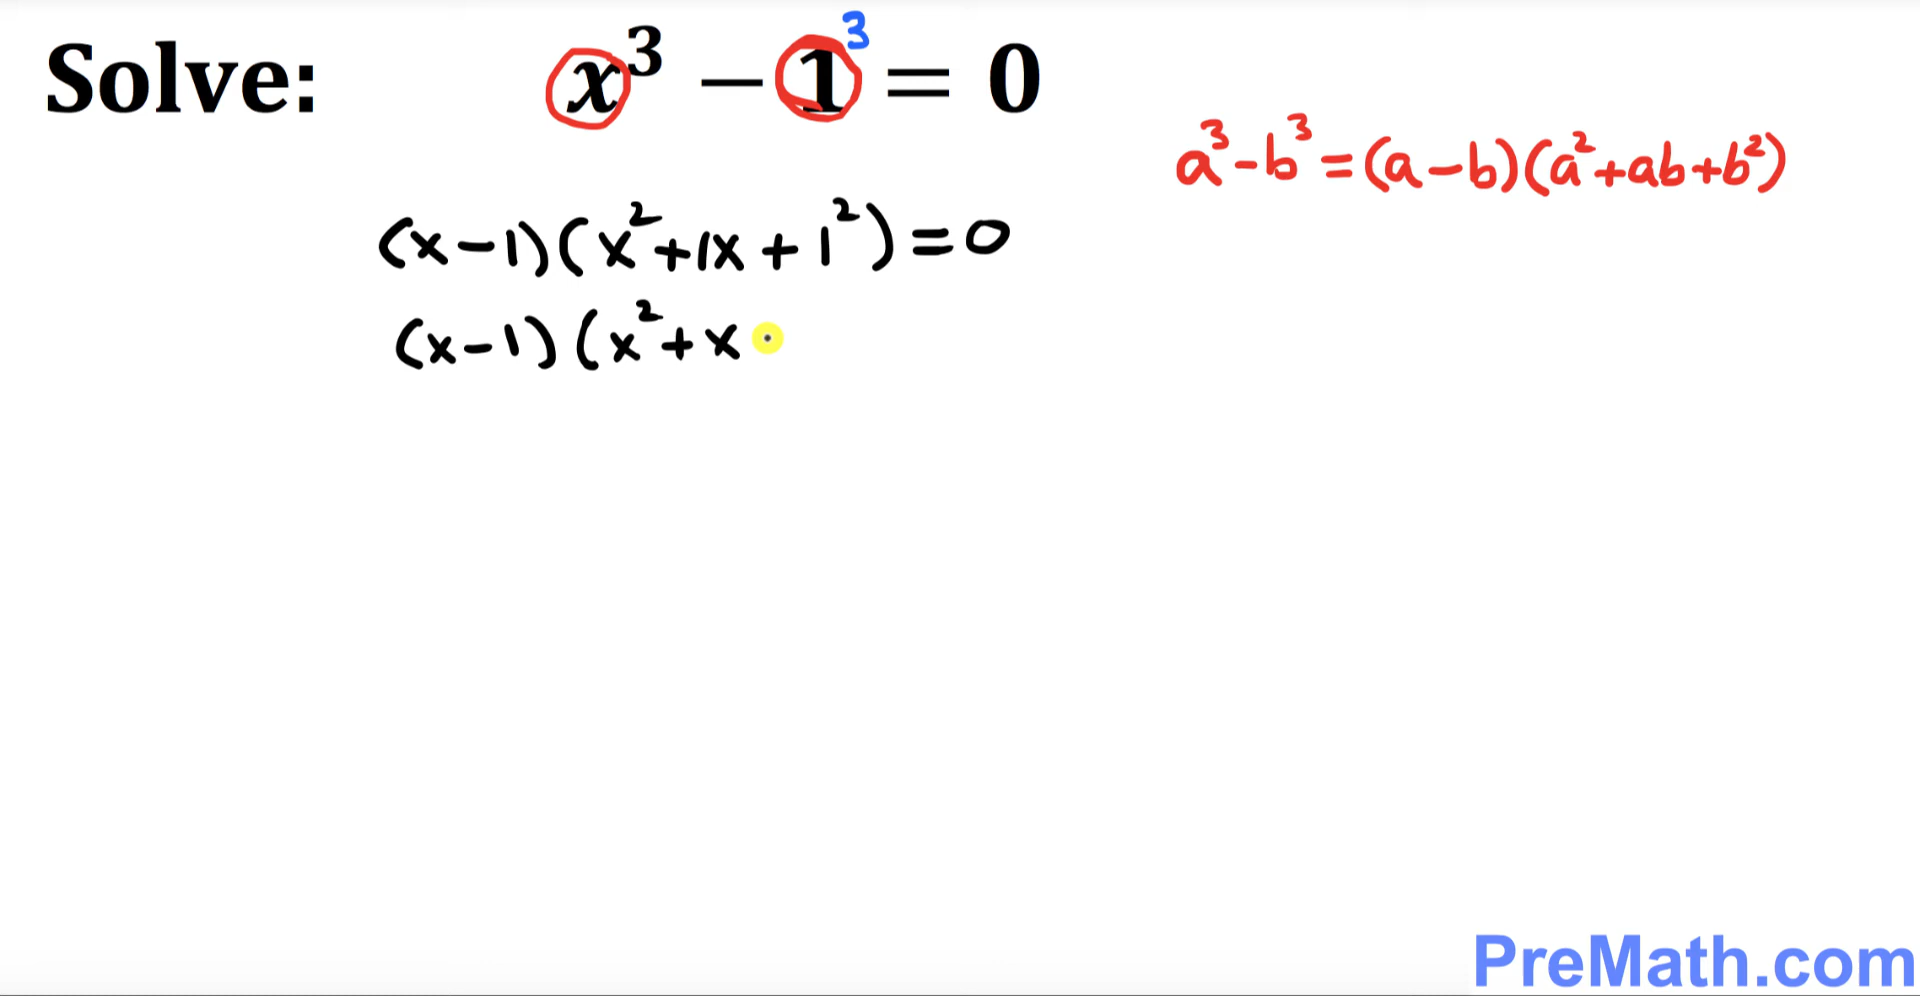 Solve: x³ − 1³ = 0
a³-b³=(a-b)(a²+ab+b²)
(x-1)(x²+1x+1²)=0
(x-1)(x²+x
PreMath.com